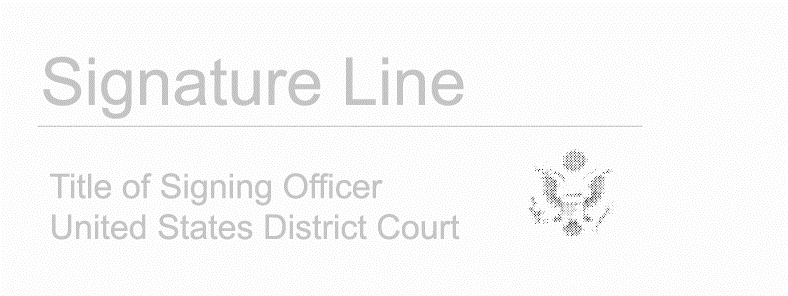 Signature Line
Title of Signing Officer
United States District Court